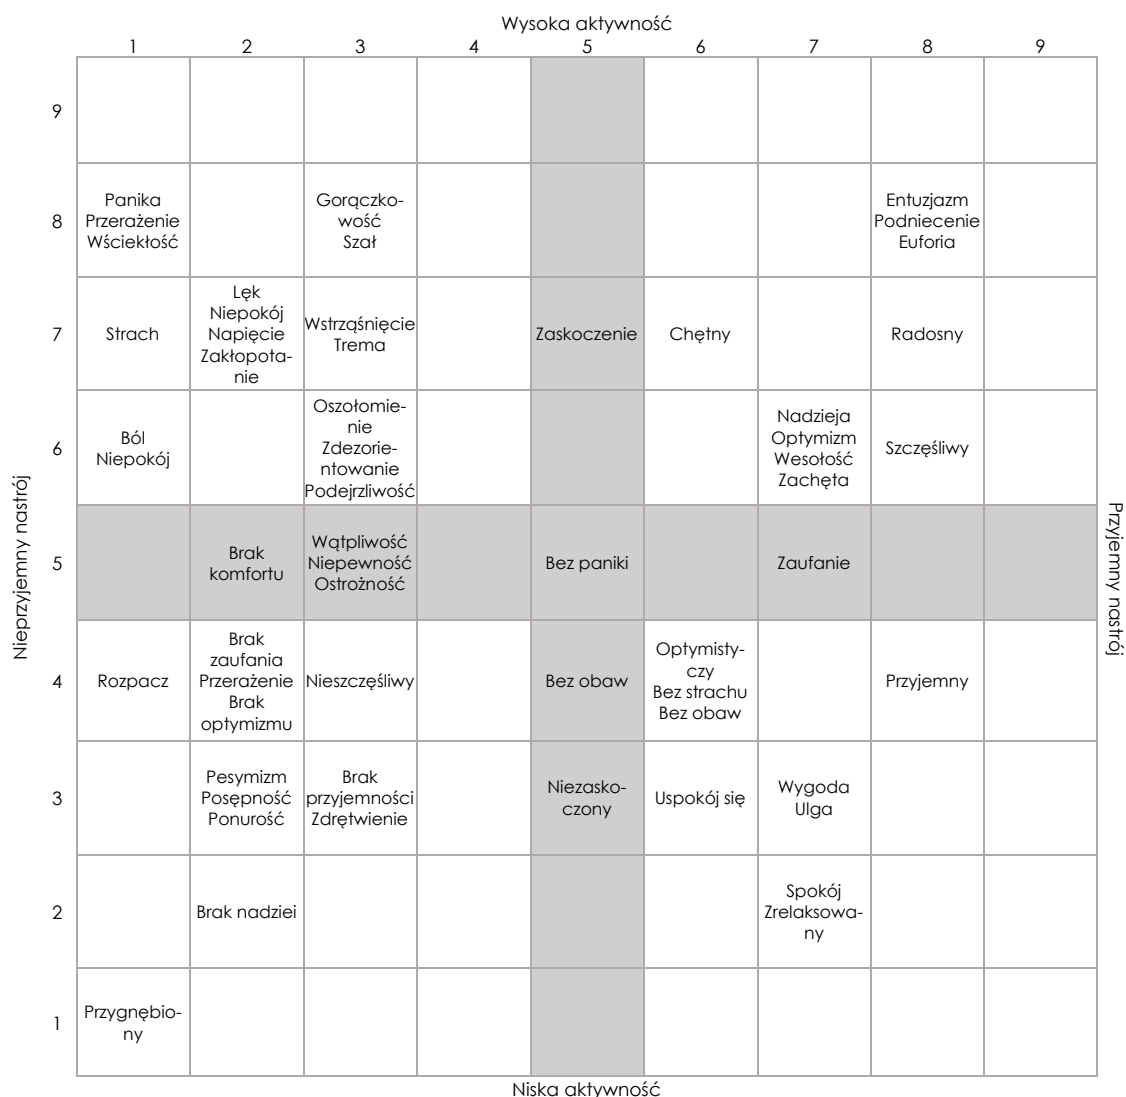 Wysoka aktywność
1 2 3 4 5 6 7 8 9
9
8
Panika
Przerażenie
Wściekłość
Gorączko-
wość
Szał
Entuzjazm
Podniecenie
Euforia
7
Strach
Lęk
Niepokój
Napięcie
Zakłopota-
nie
Wstrząśnięcie
Trema
Zaskoczenie
Chętny
Radosny
6
Ból
Niepokój
Oszołomie-
nie
Zdezorie-
ntowanie
Podejrzliwość
Nadzieja
Optymizm
Wesołość
Zachęta
Szczęśliwy
Nieprzyjemny nastrój
5
Brak
komfortu
Wątpliwość
Niepewność
Ostrożność
Bez paniki
Zaufanie
Przyjemny nastrój
4
Rozpacz
Brak
zaufania
Przerażenie
Brak
optymizmu
Nieszczęśliwy
Bez obaw
Optymisty-
czy
Bez strachu
Bez obaw
Przyjemny
3
Pesymizm
Posępność
Ponurość
Brak
przyjemności
Zdrętwienie
Niezasko-
czony
Uspokój się
Wygoda
Ulga
2
Brak nadziei
Spokój
Zrelaksowa-
ny
1
Przygnębio-
ny
Niska aktywność